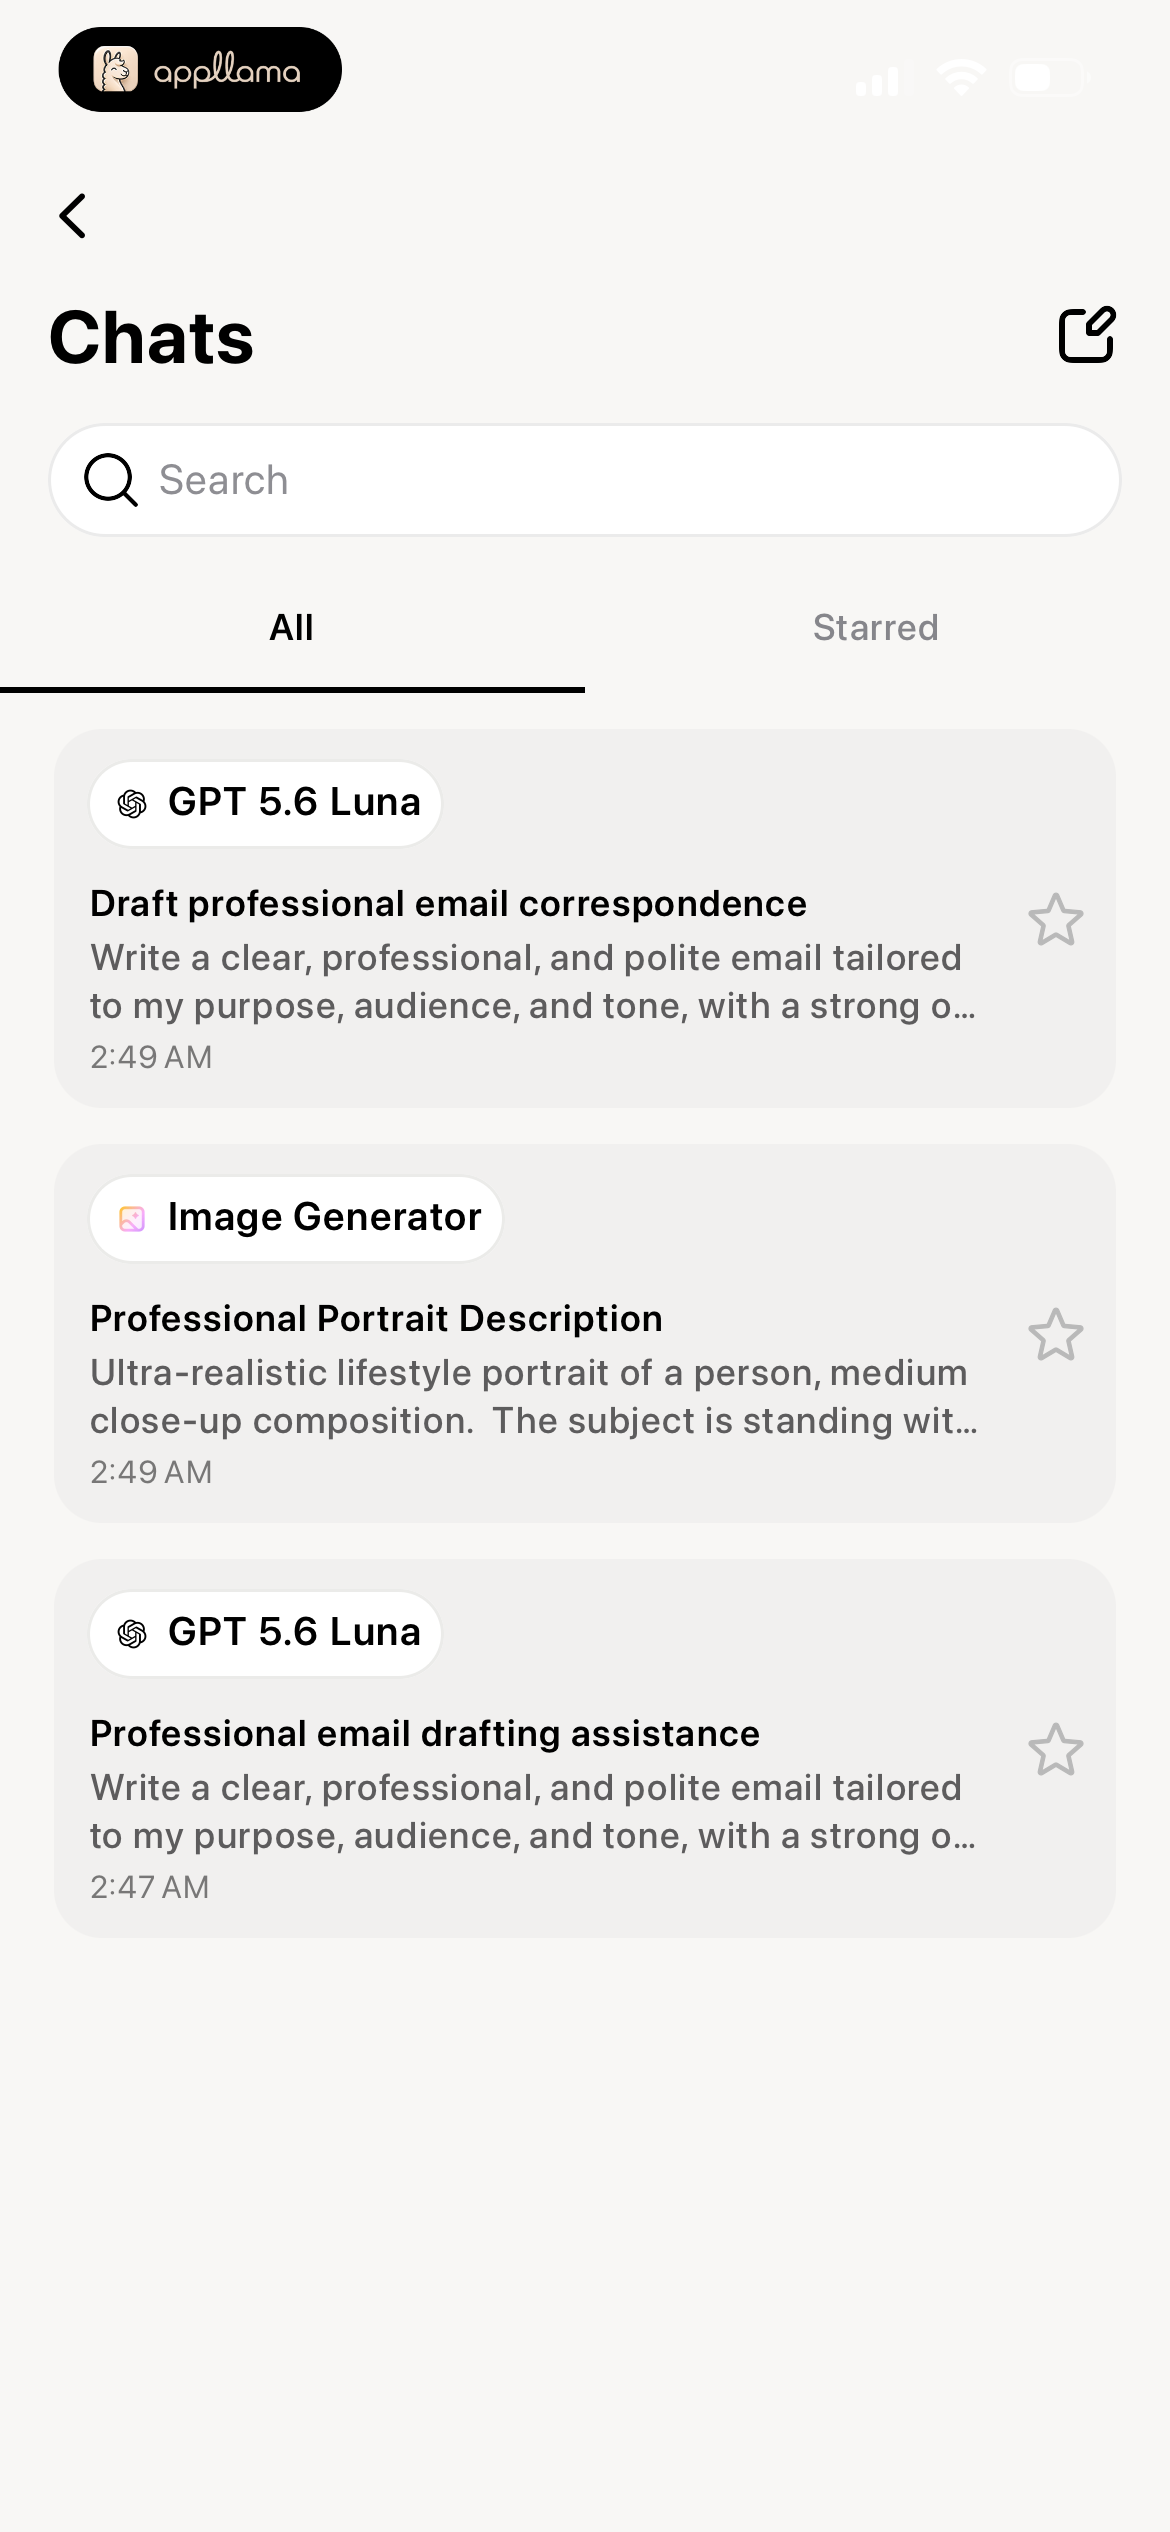 appllama
Chats
Search
All
Starred
GPT 5.6 Luna
Draft professional email correspondence
Write a clear, professional, and polite email tailored
to my purpose, audience, and tone, with a strong o...
2:49 AM
Image Generator
Professional Portrait Description
Ultra-realistic lifestyle portrait of a person, medium
close-up composition.  The subject is standing wit...
2:49 AM
GPT 5.6 Luna
Professional email drafting assistance
Write a clear, professional, and polite email tailored
to my purpose, audience, and tone, with a strong o...
2:47 AM